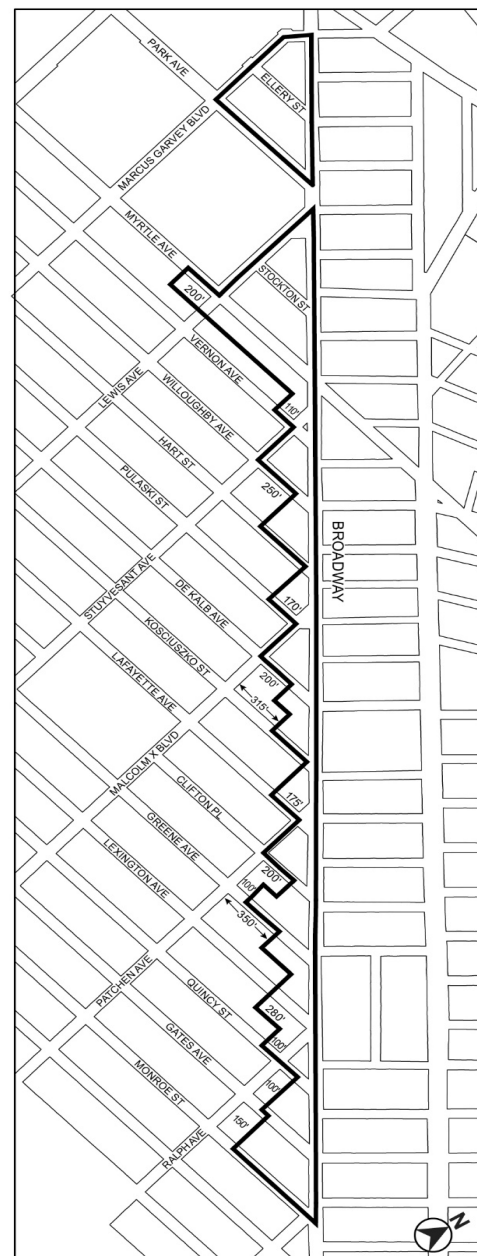 PARK AVE
ELLERY ST
MARCUS GARVEY BLVD
MYRTLE AVE
STOCKTON ST
200'
VERNON AVE
LEWIS AVE
WILLOUGHBY AVE
110'
HART ST
PULASKI ST
250'
BROADWAY
STUYVESANT AVE
DE KALB AVE
170'
KOSCIUSZKO ST
LAFAYETTE AVE
200'
315'
MALCOLM X BLVD
CLIFTON PL
175'
GREENE AVE
LEXINGTON AVE
200'
100'
350'
PATCHEN AVE
QUINCY ST
280'
GATES AVE
100'
MONROE ST
100'
150'
RALPH AVE
N